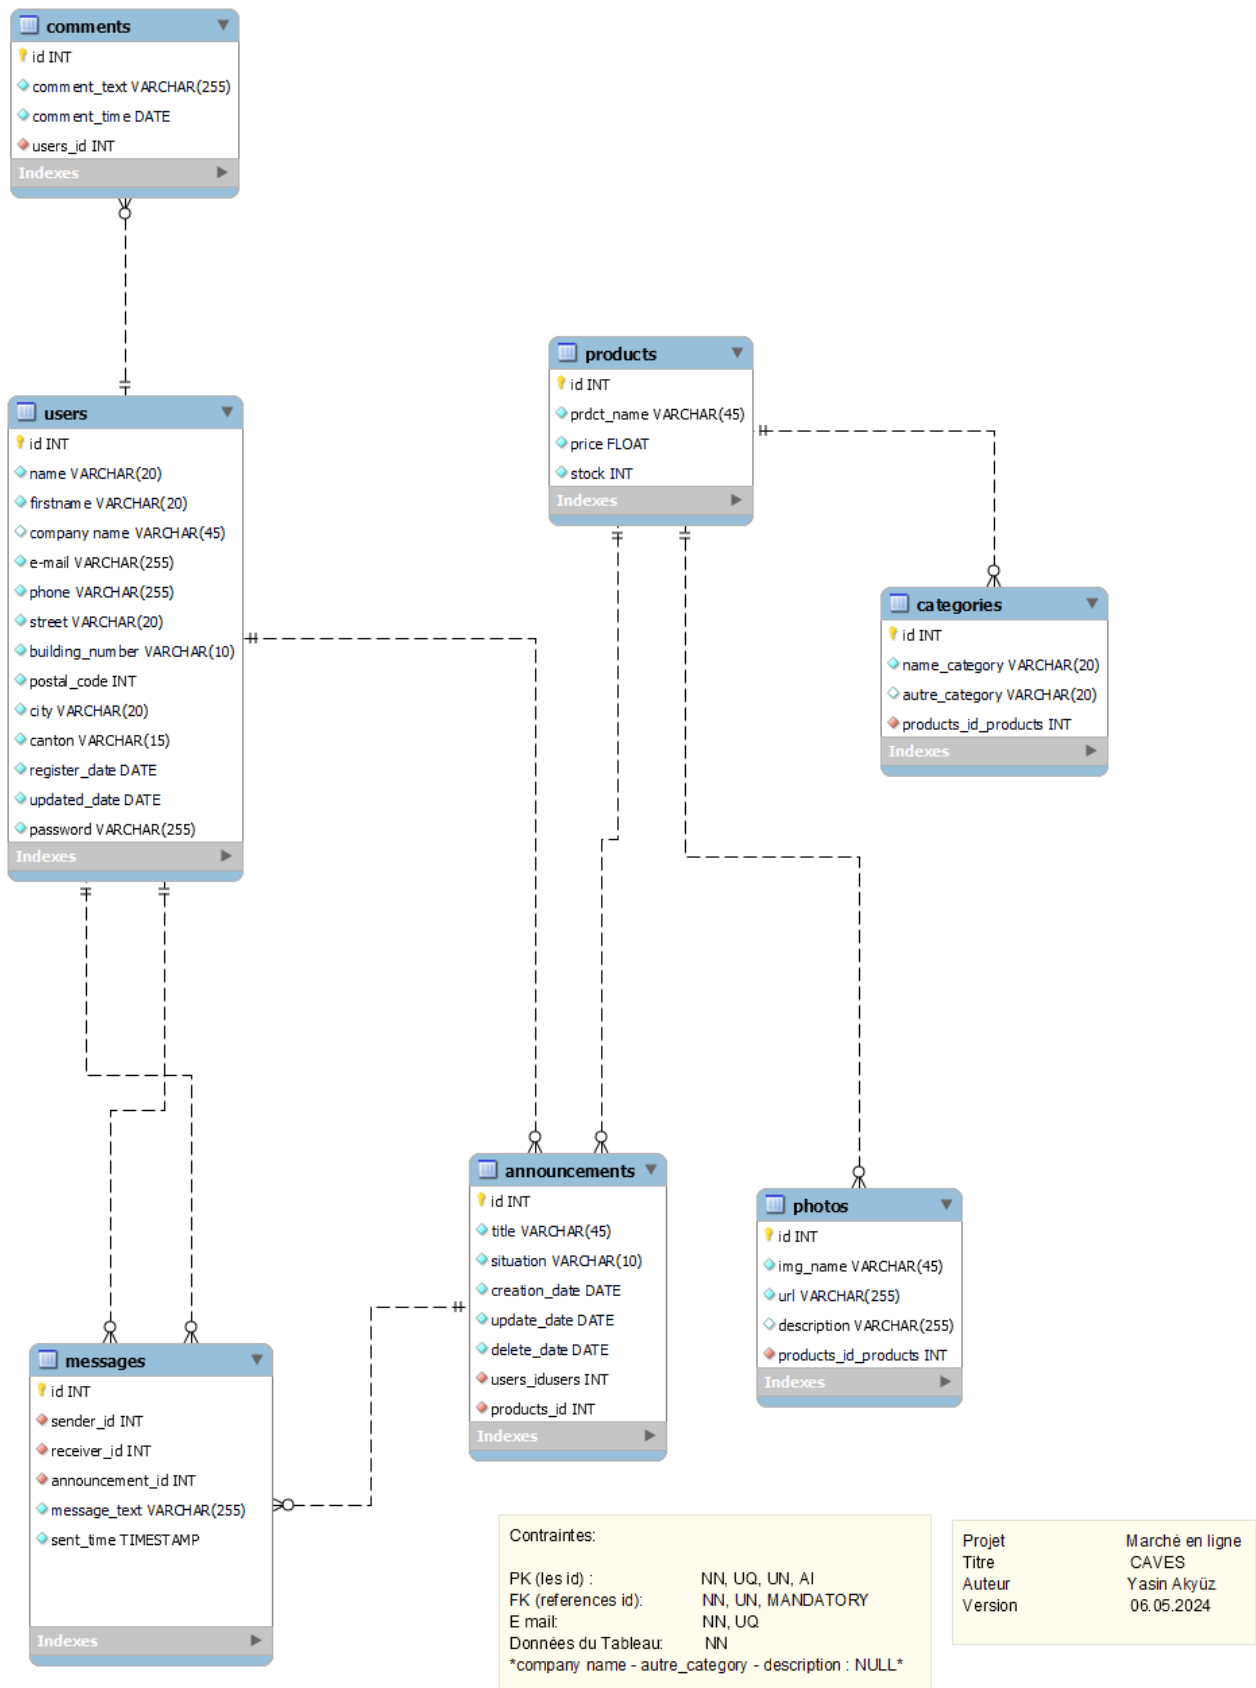 comments
id INT
comment_text VARCHAR(255)
comment_time DATE
users_id INT
Indexes
users
id INT
name VARCHAR(20)
firstname VARCHAR(20)
company name VARCHAR(45)
e-mail VARCHAR(255)
phone VARCHAR(255)
street VARCHAR(20)
building_number VARCHAR(10)
postal_code INT
city VARCHAR(20)
canton VARCHAR(15)
register_date DATE
updated_date DATE
password VARCHAR(255)
Indexes
products
id INT
prdct_name VARCHAR(45)
price FLOAT
stock INT
Indexes
categories
id INT
name_category VARCHAR(20)
autre_category VARCHAR(20)
products_id_products INT
Indexes
messages
id INT
sender_id INT
receiver_id INT
announcement_id INT
message_text VARCHAR(255)
sent_time TIMESTAMP
Indexes
announcements
id INT
title VARCHAR(45)
situation VARCHAR(10)
creation_date DATE
update_date DATE
delete_date DATE
users_idusers INT
products_id INT
Indexes
photos
id INT
img_name VARCHAR(45)
url VARCHAR(255)
description VARCHAR(255)
products_id_products INT
Indexes
Contraintes:
PK (les id) : NN, UQ, UN, AI
FK (references id): NN, UN, MANDATORY
E mail: NN, UQ
Données du Tableau: NN
*company name - autre_category - description : NULL*
Projet Marché en ligne
Titre CAVES
Auteur Yasin Akyüz
Version 06.05.2024